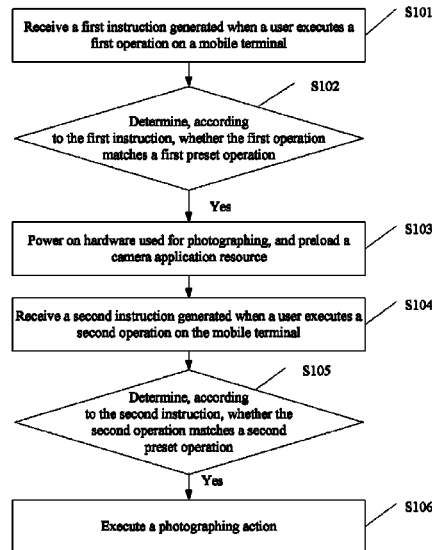 S101
Receive a first instruction generated when a user executes a
first operation on a mobile terminal
S102
Determine, according
to the first instruction, whether the first operation
matches a first preset operation
Yes
S103
Power on hardware used for photographing, and preload a
camera application resource
S104
Receive a second instruction generated when a user executes a
second operation on the mobile terminal
S105
Determine, according
to the second instruction, whether the
second operation matches a second
preset operation
Yes
S106
Execute a photographing action